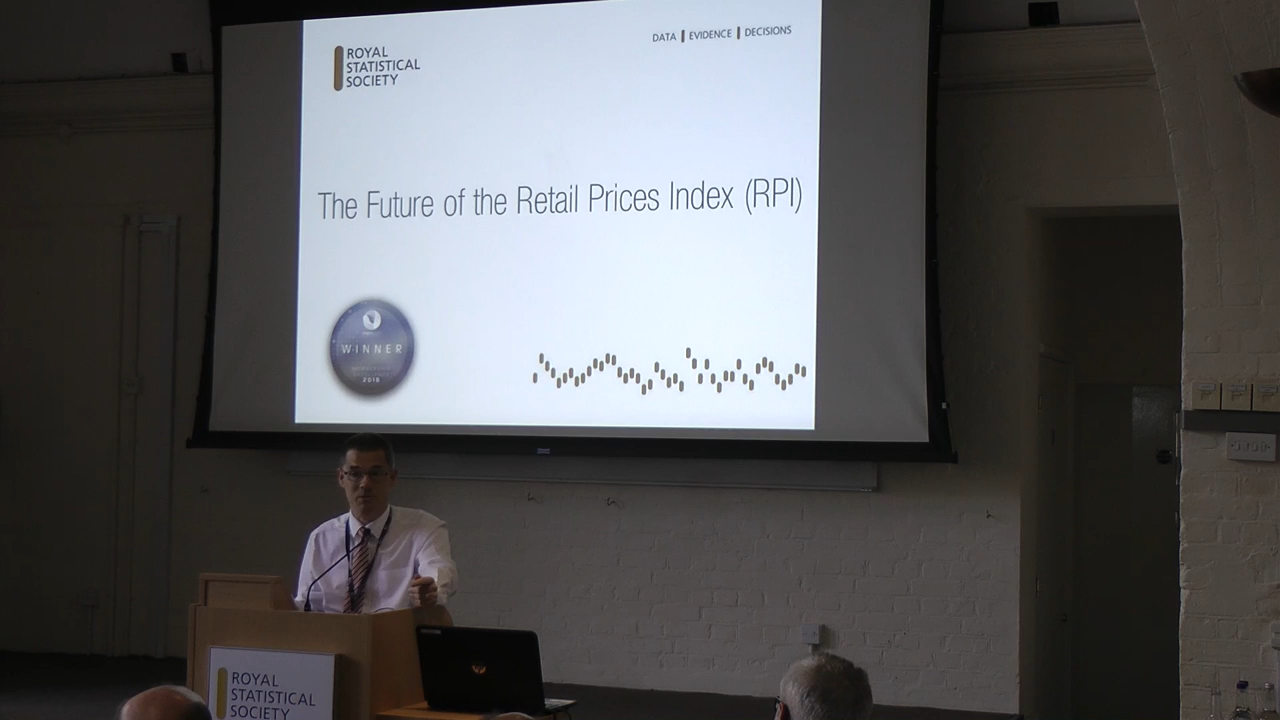 ROYAL
STATISTICAL
SOCIETY
DATA | EVIDENCE | DECISIONS
The Future of the Retail Prices Index (RPI)
WINNER
2018
ROYAL
STATISTICAL
SOCIETY